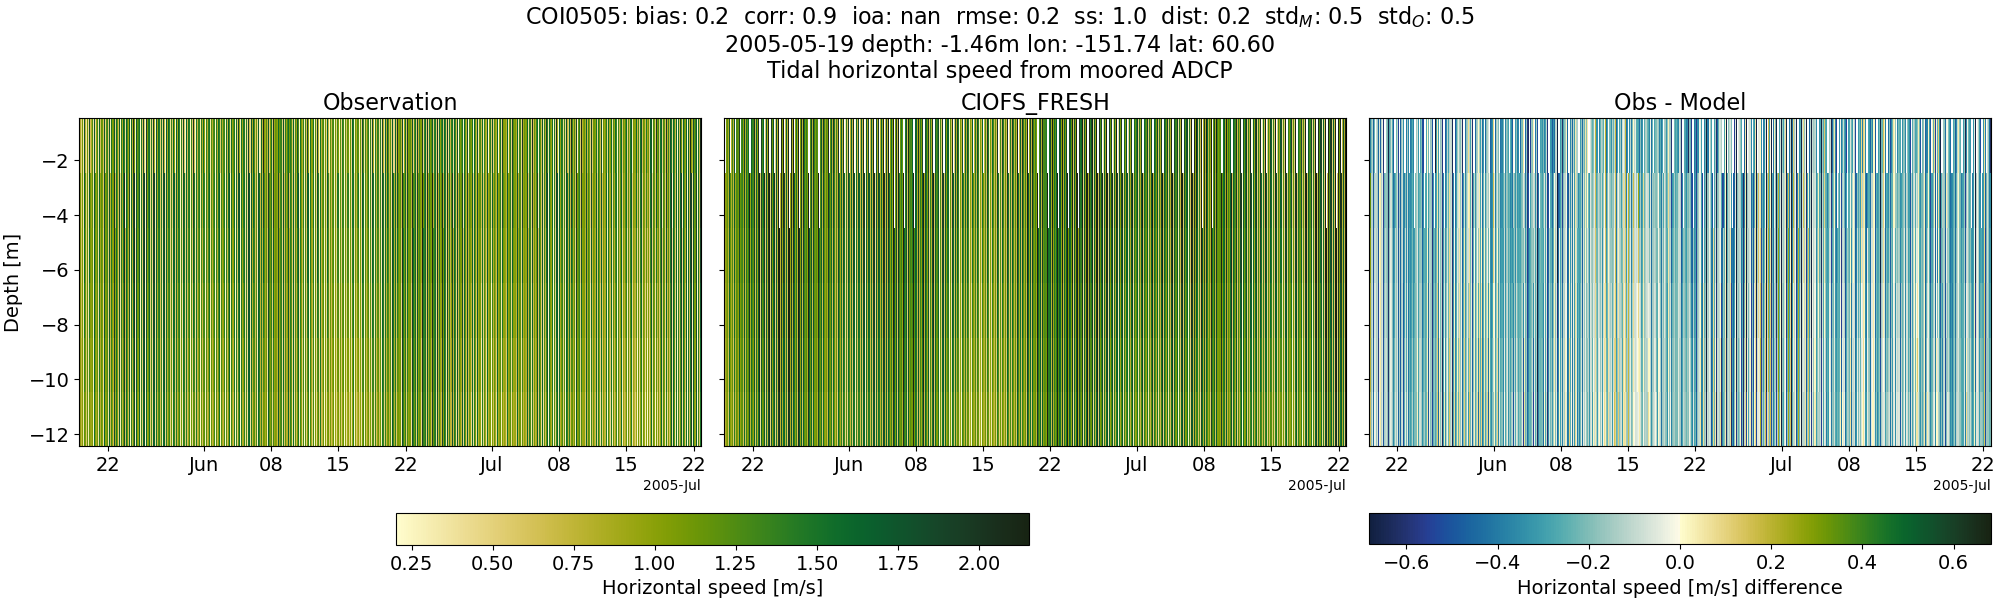 COI0505: bias: 0.2 corr: 0.9 ioa: nan rmse: 0.2 ss: 1.0 dist: 0.2 std_M: 0.5 std_O: 0.5
2005-05-19 depth: -1.46m lon: -151.74 lat: 60.60
Tidal horizontal speed from moored ADCP
Observation
CIOFS_FRESH
Obs - Model
Depth [m]
−2
−4
−6
−8
−10
−12
22 Jun 08 15 22 Jul 08 15 22
2005-Jul
22 Jun 08 15 22 Jul 08 15 22
2005-Jul
22 Jun 08 15 22 Jul 08 15 22
2005-Jul
0.25 0.50 0.75 1.00 1.25 1.50 1.75 2.00
Horizontal speed [m/s]
−0.6 −0.4 −0.2 0.0 0.2 0.4 0.6
Horizontal speed [m/s] difference